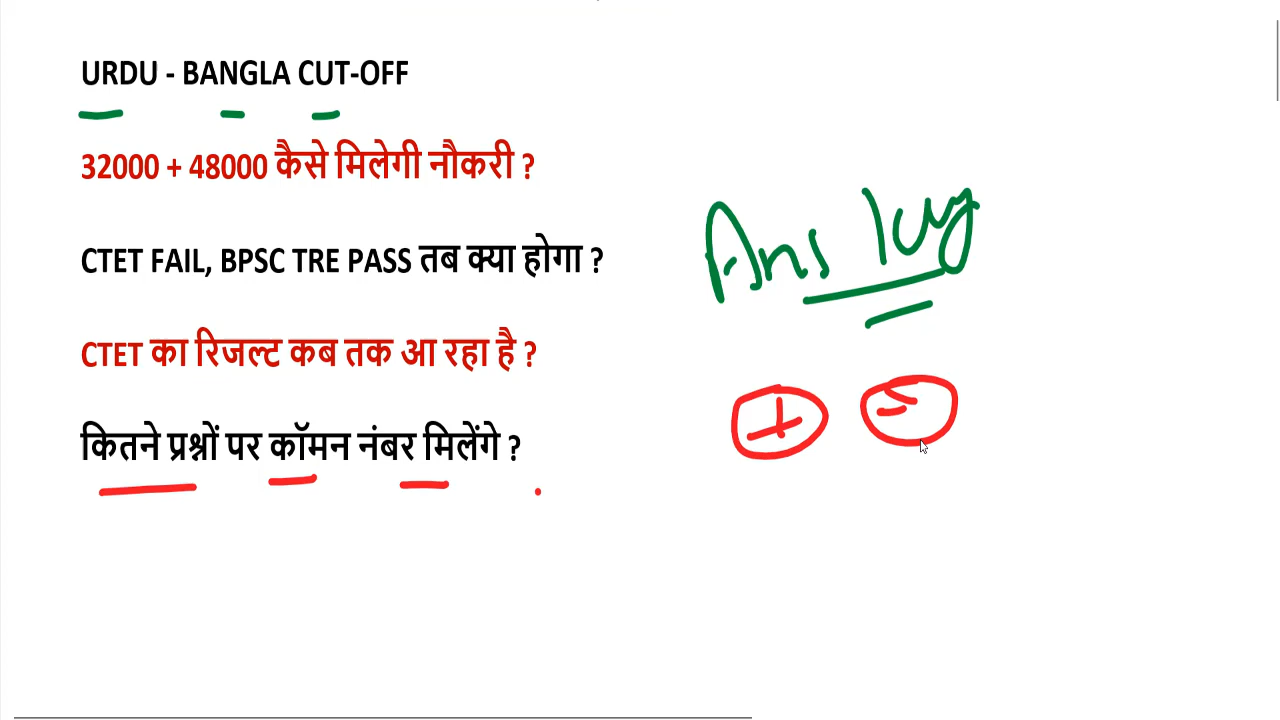 URDU - BANGLA CUT-OFF
32000 + 48000 कैसे मिलेगी नौकरी ?
CTET FAIL, BPSC TRE PASS तब क्या होगा ?
CTET का रिजल्ट कब तक आ रहा है ?
कितने प्रश्नों पर कॉमन नंबर मिलेंगे ?
Ans key